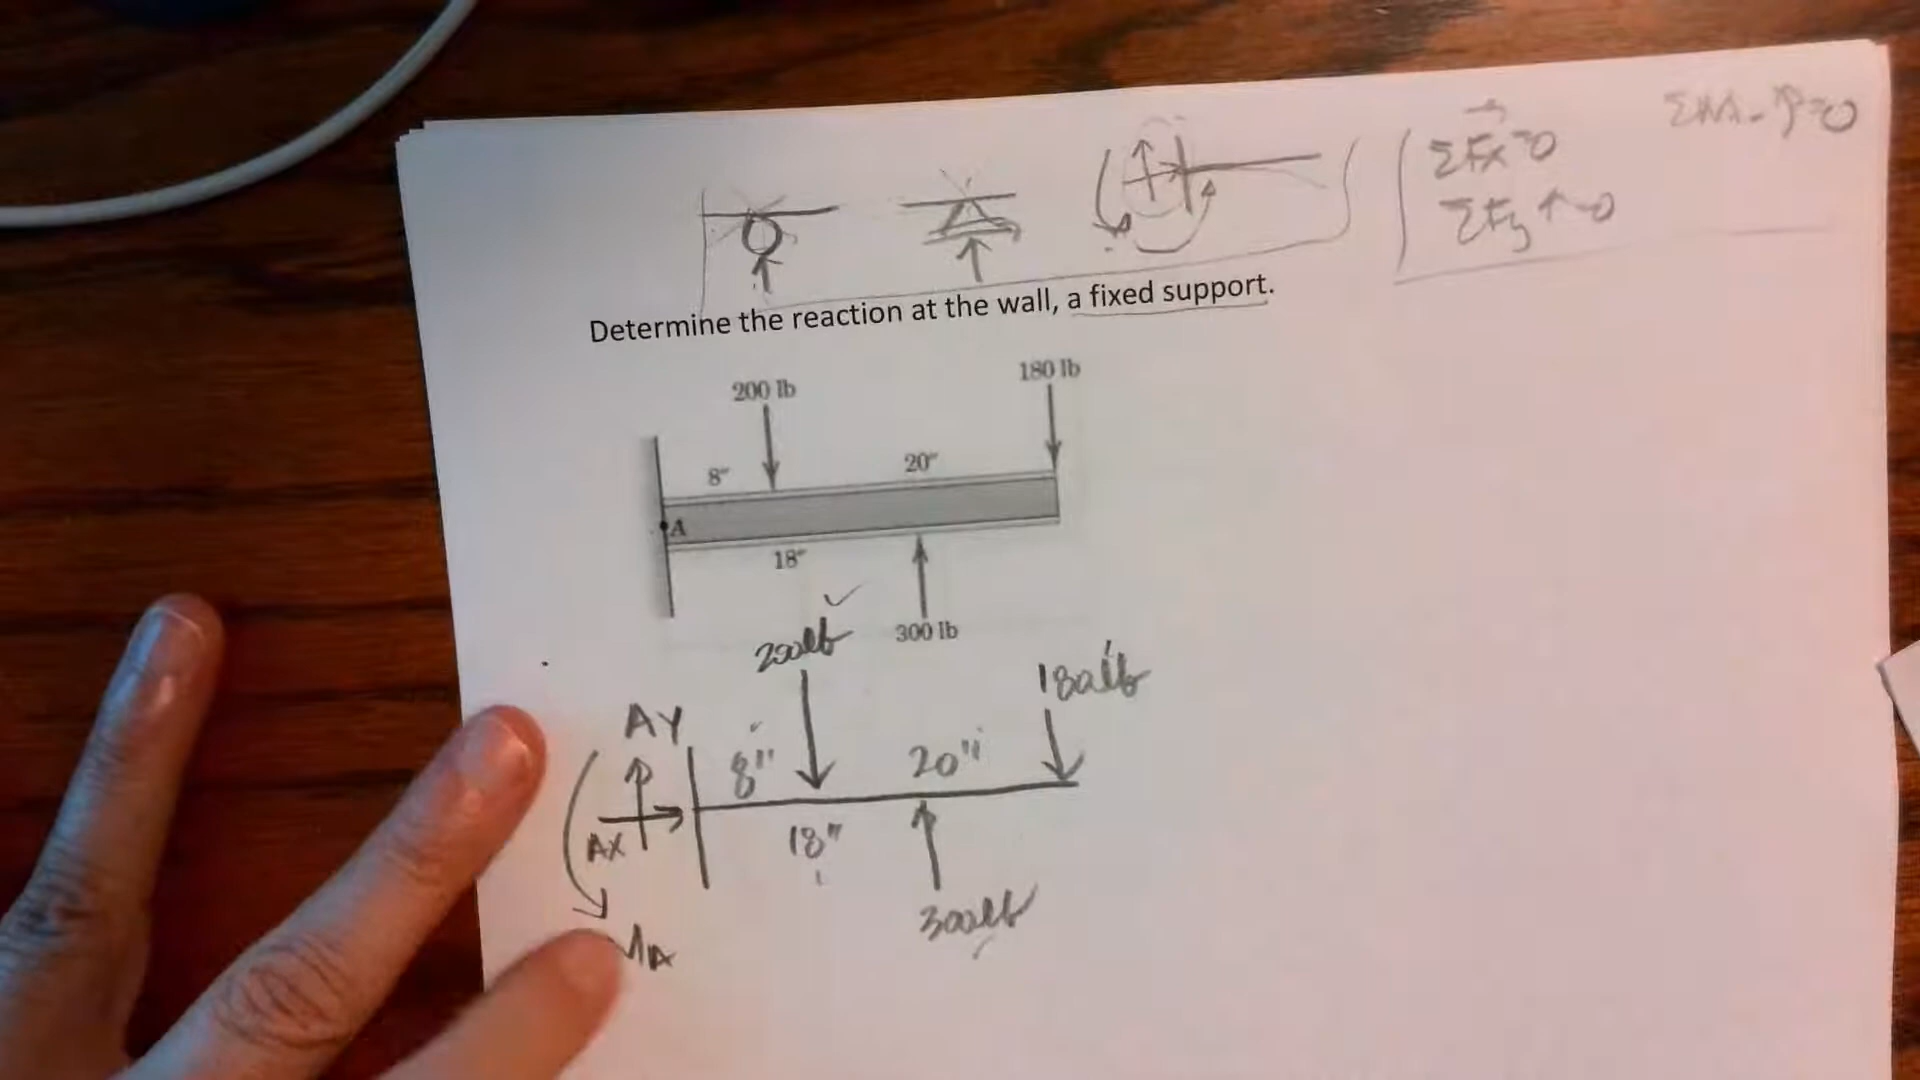 ΣFx=0
ΣFy↑=0
Determine the reaction at the wall, a fixed support.
200 lb
180 lb
8"
20"
A
18"
300 lb
200lb
180lb
AY
8"
20"
AX
18"
300lb
MA